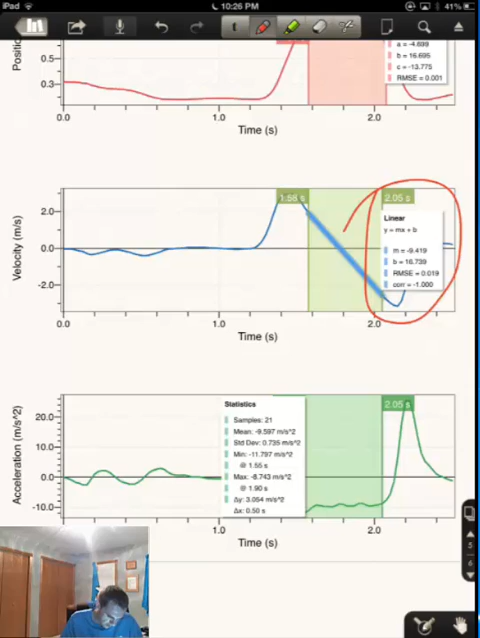 iPad
10:26 PM
41%
t
Position
0.5
0.3
a = -4.699
b = 16.695
c = -13.775
RMSE = 0.001
0.0
1.0
2.0
Time (s)
1.56 s
2.05 s
Velocity (m/s)
2.0
0.0
-2.0
Linear
y = mx + b
m = -9.419
b = 16.739
RMSE = 0.019
corr = -1.000
0.0
1.0
2.0
Time (s)
2.05 s
Acceleration (m/s^2)
20.0
10.0
0.0
-10.0
Statistics
Samples: 21
Mean: -9.597 m/s^2
Std Dev: 0.735 m/s^2
Min: -11.797 m/s^2
@ 1.55 s
Max: -8.743 m/s^2
@ 1.90 s
Δy: 3.054 m/s^2
Δx: 0.50 s
1.0
2.0
Time (s)
5
6